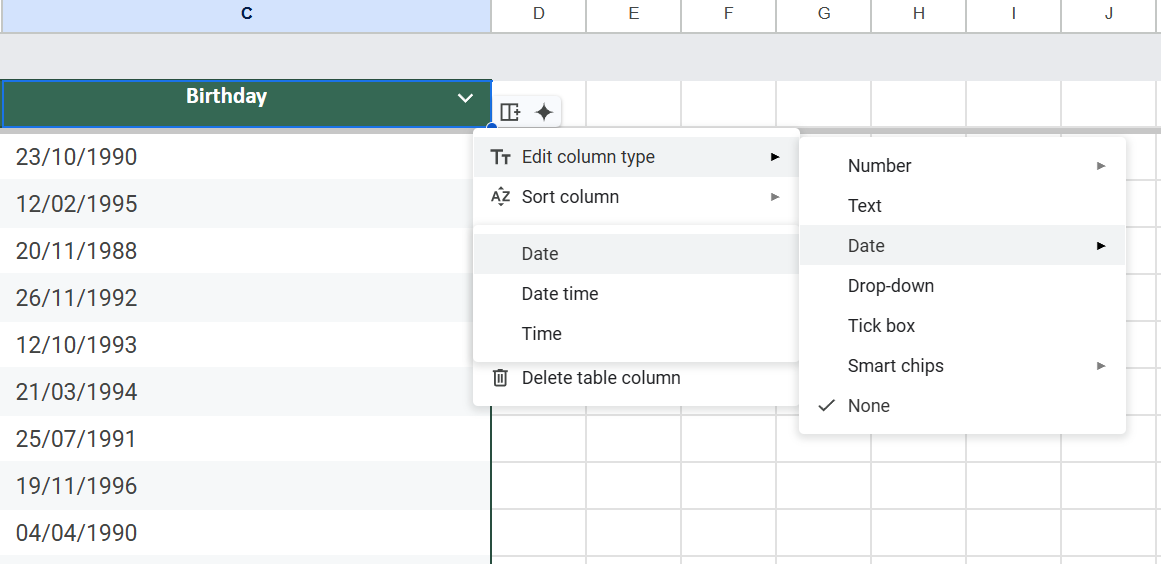 C D E F G H I J
Birthday
23/10/1990
12/02/1995
20/11/1988
26/11/1992
12/10/1993
21/03/1994
25/07/1991
19/11/1996
04/04/1990
Edit column type
Sort column
Date
Date time
Time
Delete table column
Number
Text
Date
Drop-down
Tick box
Smart chips
None